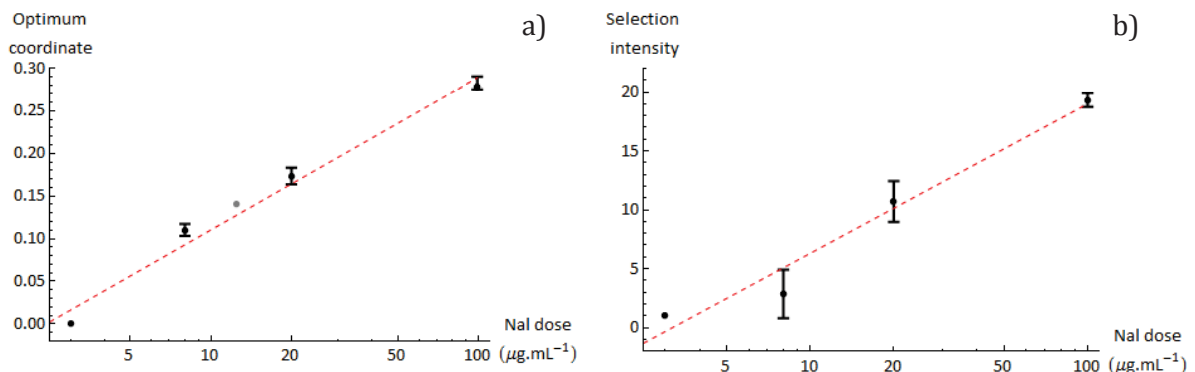 Optimum
coordinate
a)
0.30
0.25
0.20
0.15
0.10
0.05
0.00
5 10 20 50 100
Nal dose
(μg.mL⁻¹)
Selection
intensity
b)
20
15
10
5
0
5 10 20 50 100
Nal dose
(μg.mL⁻¹)